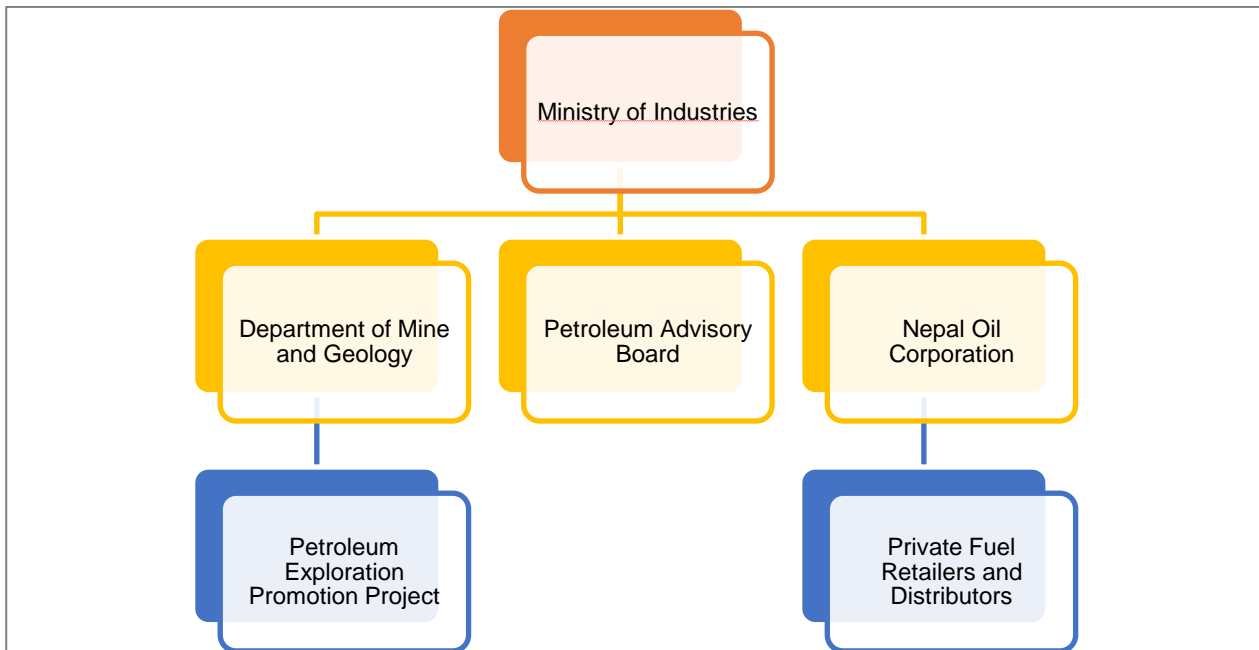 Ministry of Industries
Department of Mine
and Geology
Petroleum Advisory
Board
Nepal Oil
Corporation
Petroleum
Exploration
Promotion Project
Private Fuel
Retailers and
Distributors